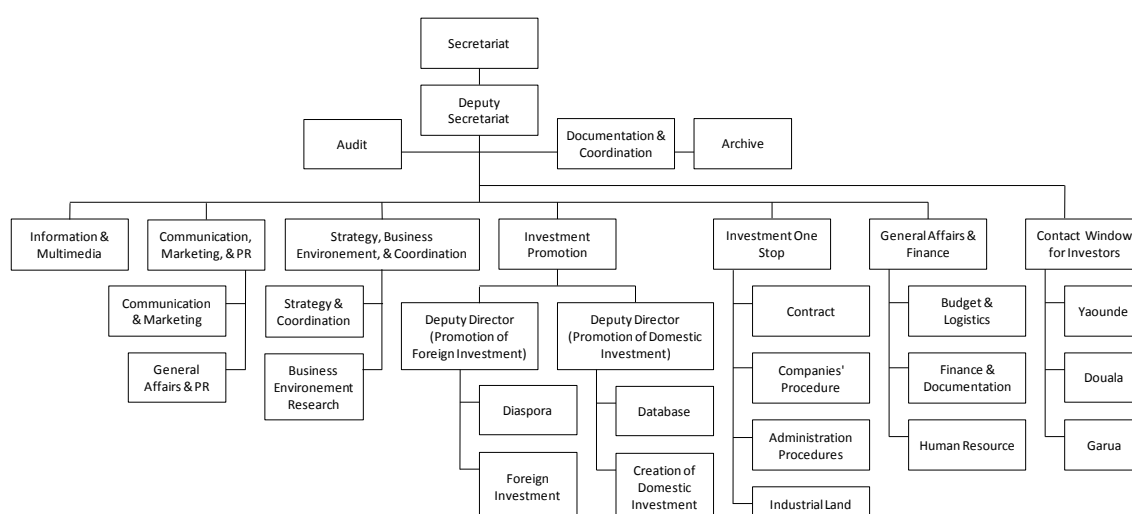 Secretariat
Deputy
Secretariat
Audit
Documentation &
Coordination
Archive
Information &
Multimedia
Communication,
Marketing, & PR
Strategy, Business
Environment, & Coordination
Investment
Promotion
Investment One
Stop
General Affairs &
Finance
Contact Window
for Investors
Communication
& Marketing
General
Affairs & PR
Strategy &
Coordination
Business
Environement
Research
Deputy Director
(Promotion of
Foreign Investment)
Diaspora
Foreign
Investment
Deputy Director
(Promotion of Domestic
Investment)
Database
Creation of
Domestic
Investment
Contract
Companies'
Procedure
Administration
Procedures
Industrial Land
Budget &
Logistics
Finance &
Documentation
Human Resource
Yaounde
Douala
Garua